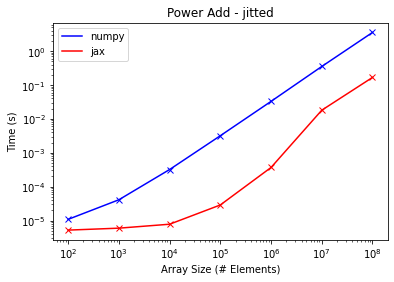 Power Add - jitted
numpy
jax
Time (s)
10⁰
10⁻¹
10⁻²
10⁻³
10⁻⁴
10⁻⁵
10² 10³ 10⁴ 10⁵ 10⁶ 10⁷ 10⁸
Array Size (# Elements)